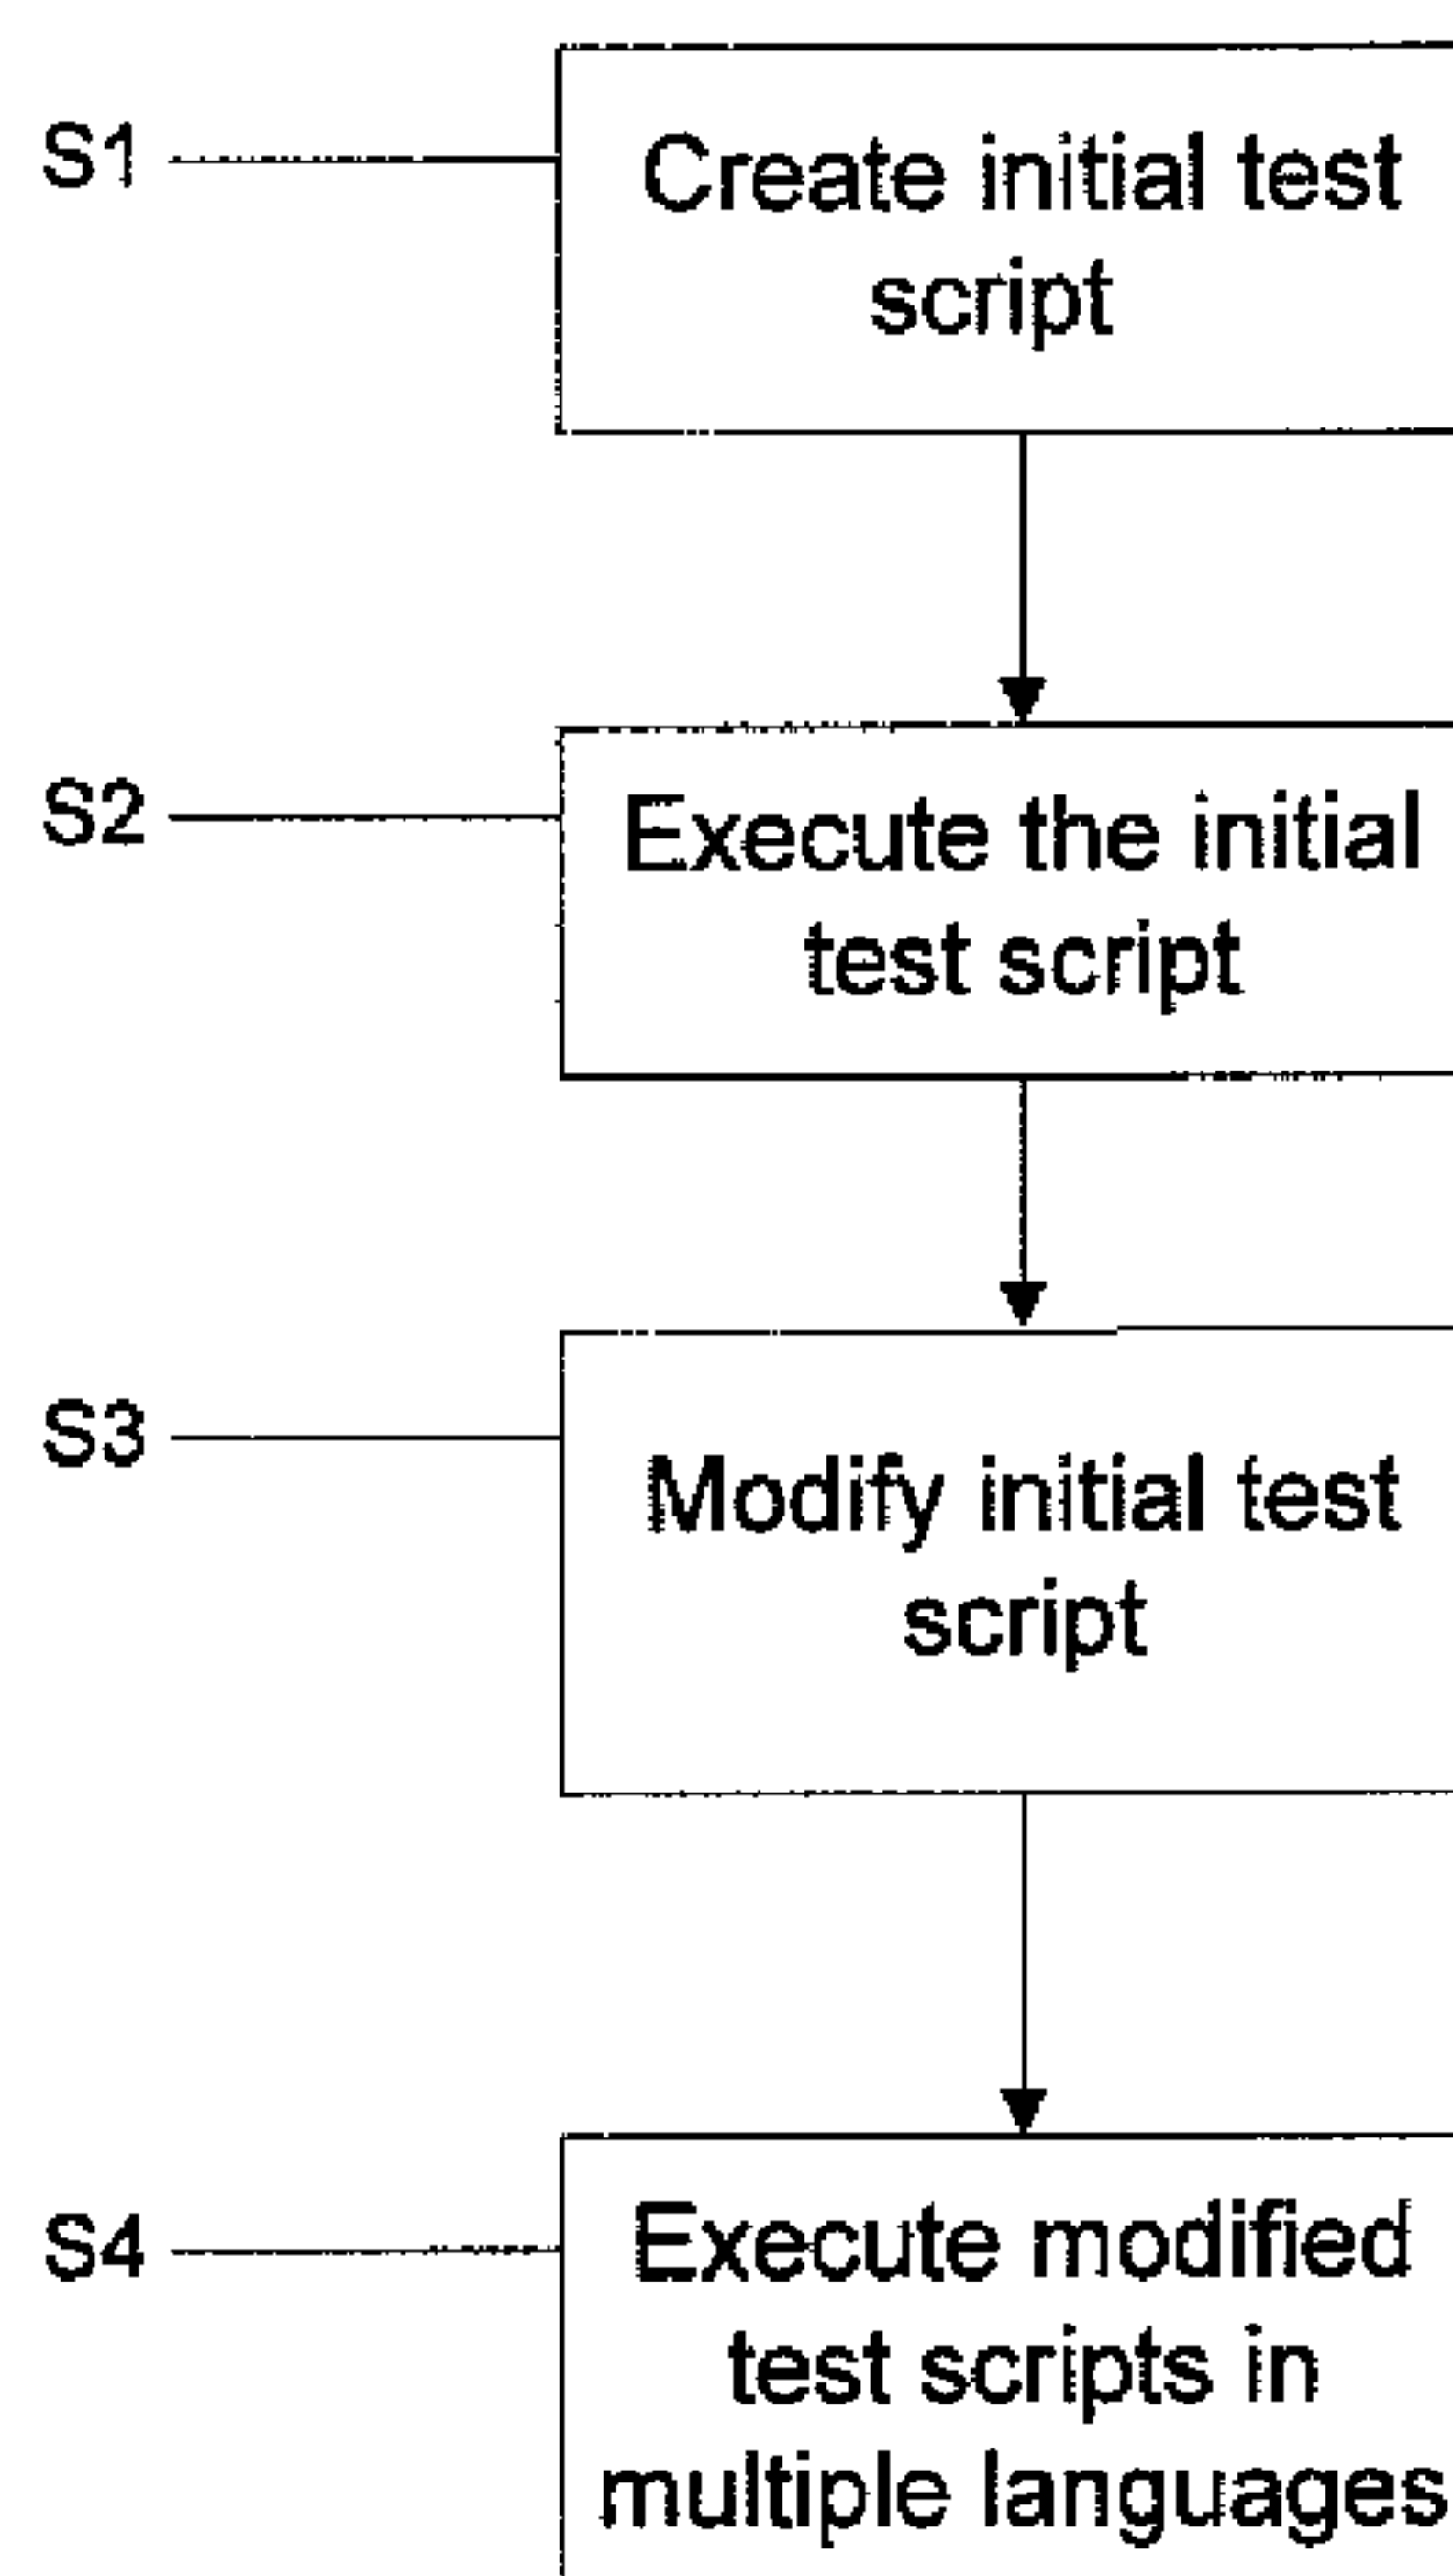 S1
Create initial test
script
S2
Execute the initial
test script
S3
Modify initial test
script
S4
Execute modified
test scripts in
multiple languages